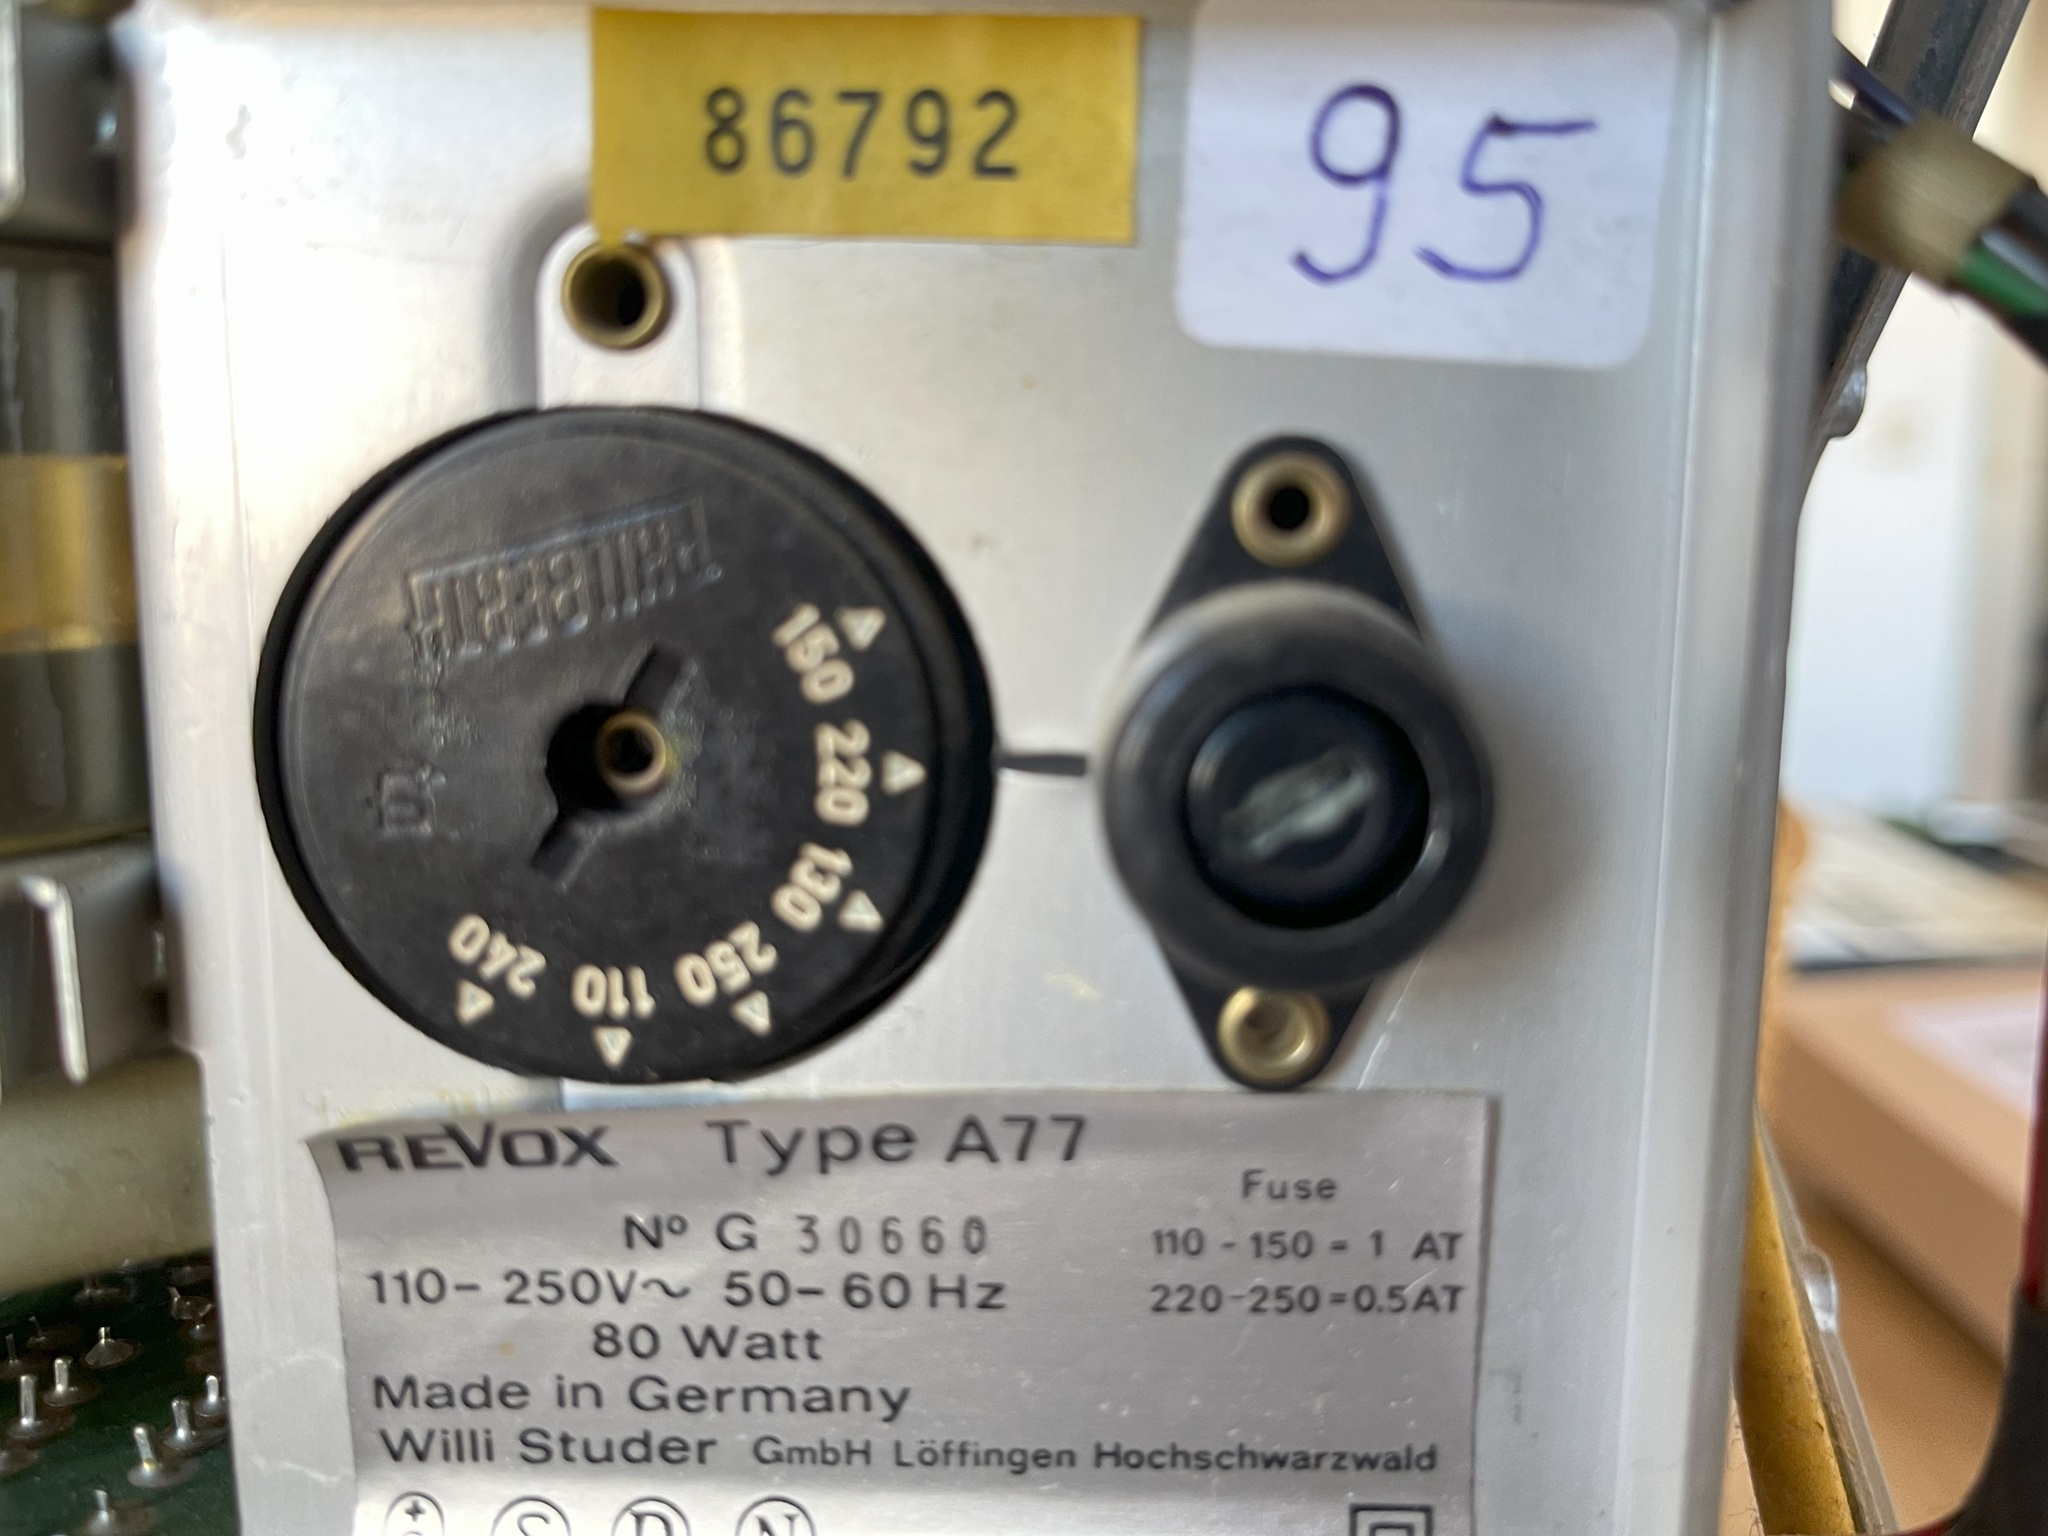 86792
95
150
220
130
250
110
240
REVOX Type A77
Fuse
Nº G 30660
110 - 150 = 1 AT
110– 250V~ 50–60 Hz
220-250=0.5AT
80 Watt
Made in Germany
Willi Studer GmbH Löffingen Hochschwarzwald